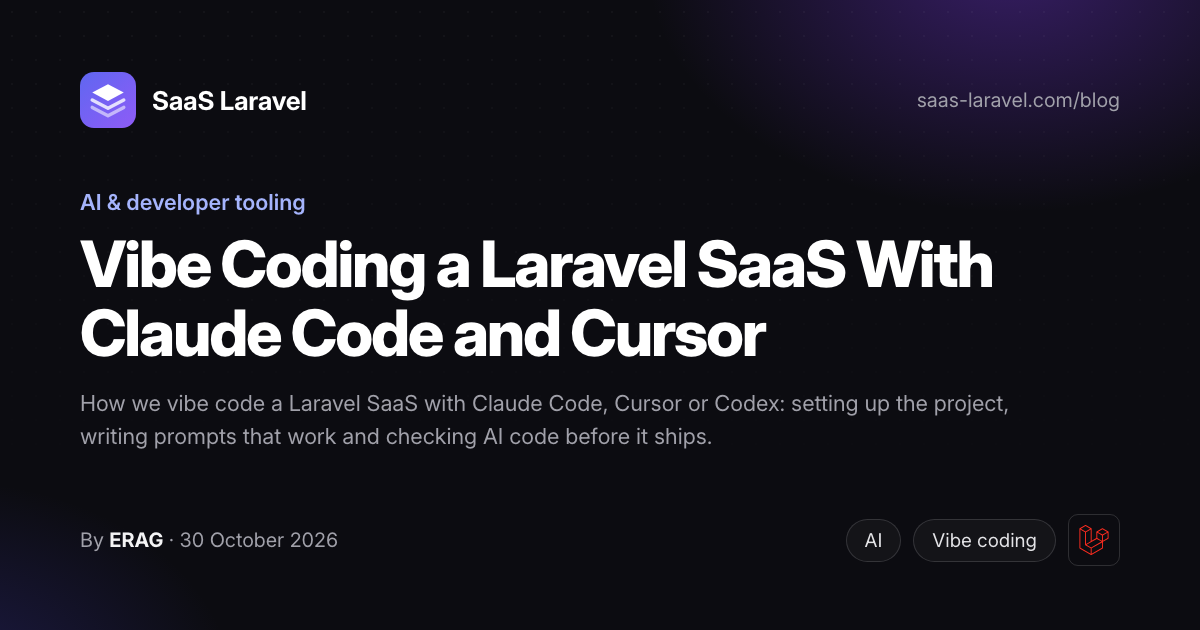 SaaS Laravel
saas-laravel.com/blog
AI & developer tooling
Vibe Coding a Laravel SaaS With
Claude Code and Cursor
How we vibe code a Laravel SaaS with Claude Code, Cursor or Codex: setting up the project,
writing prompts that work and checking AI code before it ships.
By ERAG · 30 October 2026
AI
Vibe coding